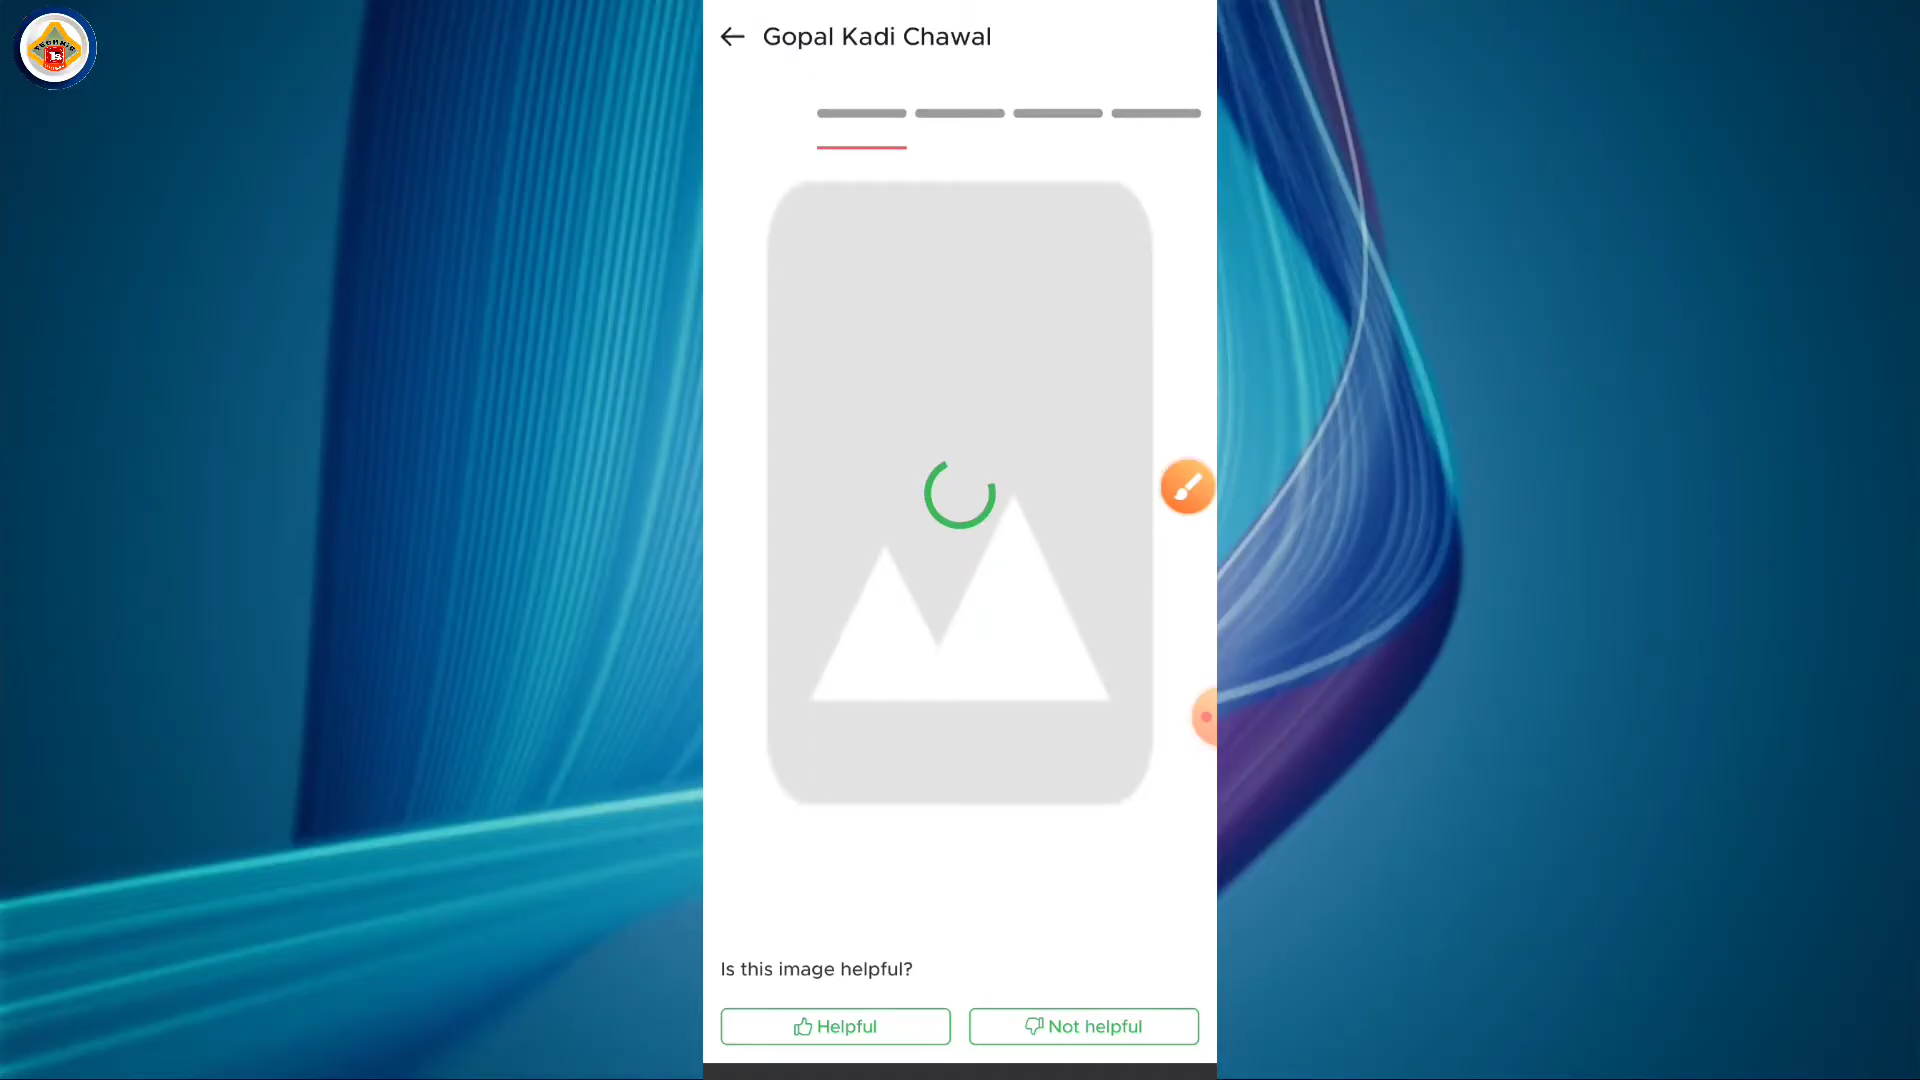 Gopal Kadi Chawal
Is this image helpful?
Helpful
Not helpful